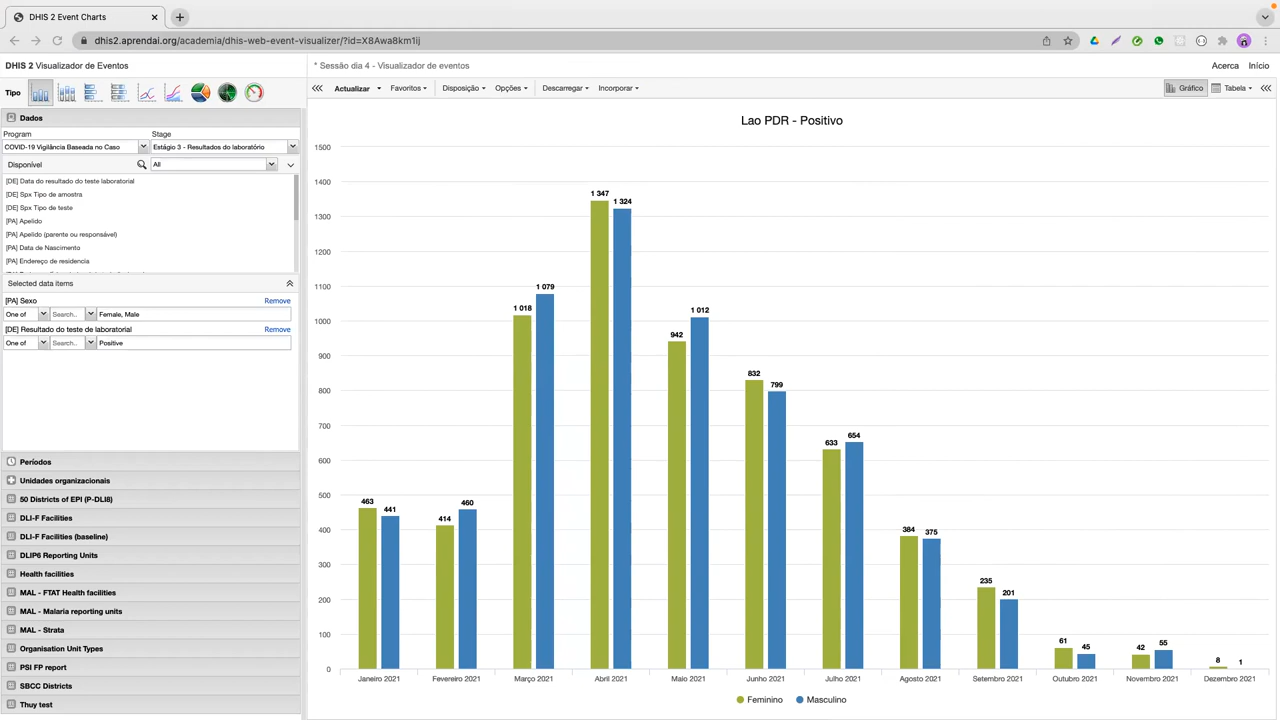 DHIS 2 Event Charts
dhis2.aprendai.org/academia/dhis-web-event-visualizer/?id=X8Awa8km1ij
DHIS 2 Visualizador de Eventos
* Sessão dia 4 - Visualizador de eventos
Acerca Início
Tipo
Actualizar Favoritos Disposição Opções Descarregar Incorporar
Gráfico Tabela
Dados
Program Stage
COVID-19 Vigilância Baseada no Caso Estágio 3 - Resultados do laboratório
Disponível All
[DE] Data do resultado do teste laboratorial
[DE] Spx Tipo de amostra
[DE] Spx Tipo de teste
[PA] Apelido
[PA] Apelido (parente ou responsável)
[PA] Data de Nascimento
[PA] Endereço de residencia
Selected data items
[PA] Sexo Remove
One of Search.. Female, Male
[DE] Resultado do teste de laboratorial Remove
One of Search.. Positive
Períodos
Unidades organizacionais
50 Districts of EPI (P-DLI8)
DLI-F Facilities
DLI-F Facilities (baseline)
DLIP6 Reporting Units
Health facilities
MAL - FTAT Health facilities
MAL - Malaria reporting units
MAL - Strata
Organisation Unit Types
PSI FP report
SBCC Districts
Thuy test
Lao PDR - Positivo
1500
1400
1300
1200
1100
1000
900
800
700
600
500
400
300
200
100
0
463 441
414 460
1 018 1 079
1 347 1 324
942 1 012
832 799
633 654
384 375
235 201
61 45
42 55
8 1
Janeiro 2021 Fevereiro 2021 Março 2021 Abril 2021 Maio 2021 Junho 2021 Julho 2021 Agosto 2021 Setembro 2021 Outubro 2021 Novembro 2021 Dezembro 2021
Feminino Masculino